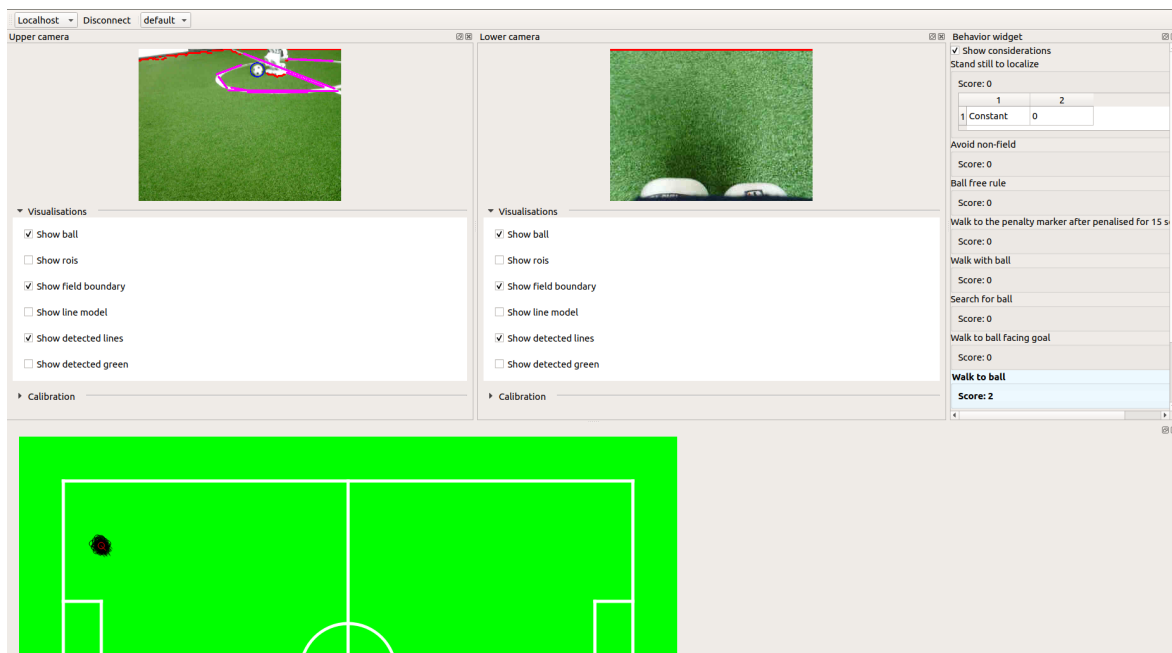 Localhost Disconnect default
Upper camera
Visualisations
Show ball
Show rois
Show field boundary
Show line model
Show detected lines
Show detected green
Calibration
Lower camera
Visualisations
Show ball
Show rois
Show field boundary
Show line model
Show detected lines
Show detected green
Calibration
Behavior widget
Show considerations
Stand still to localize
Score: 0
1 2
1 Constant 0
Avoid non-field
Score: 0
Ball free rule
Score: 0
Walk to the penalty marker after penalised for 15 s
Score: 0
Walk with ball
Score: 0
Search for ball
Score: 0
Walk to ball facing goal
Score: 0
Walk to ball
Score: 2